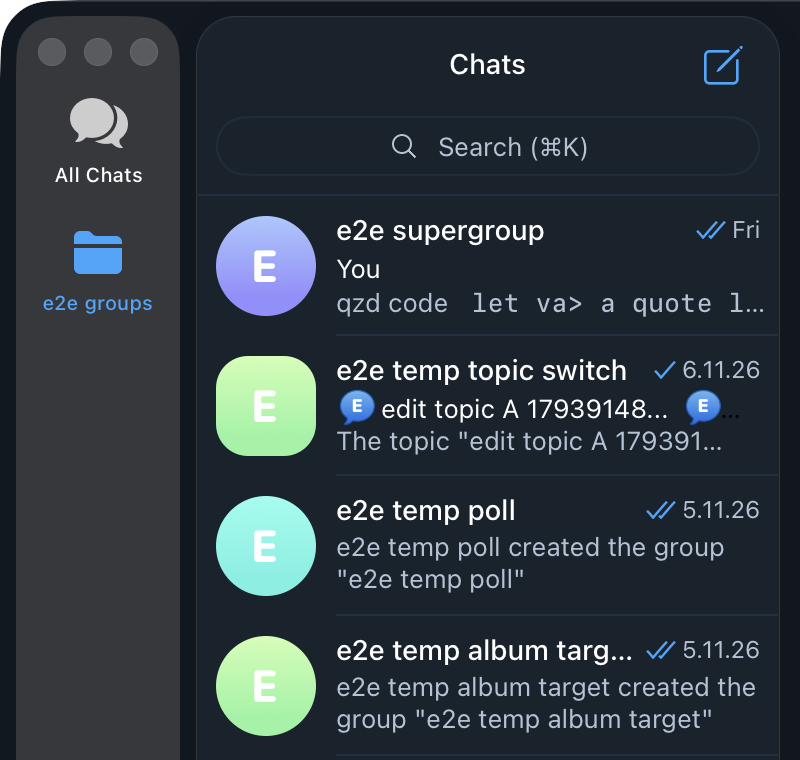 Chats
Search (⌘K)
All Chats
e2e groups
E
e2e supergroup
Fri
You
qzd code let va> a quote l…
E
e2e temp topic switch
6.11.26
E edit topic A 17939148… E …
The topic "edit topic A 179391…
E
e2e temp poll
5.11.26
e2e temp poll created the group
"e2e temp poll"
E
e2e temp album targ…
5.11.26
e2e temp album target created the
group "e2e temp album target"